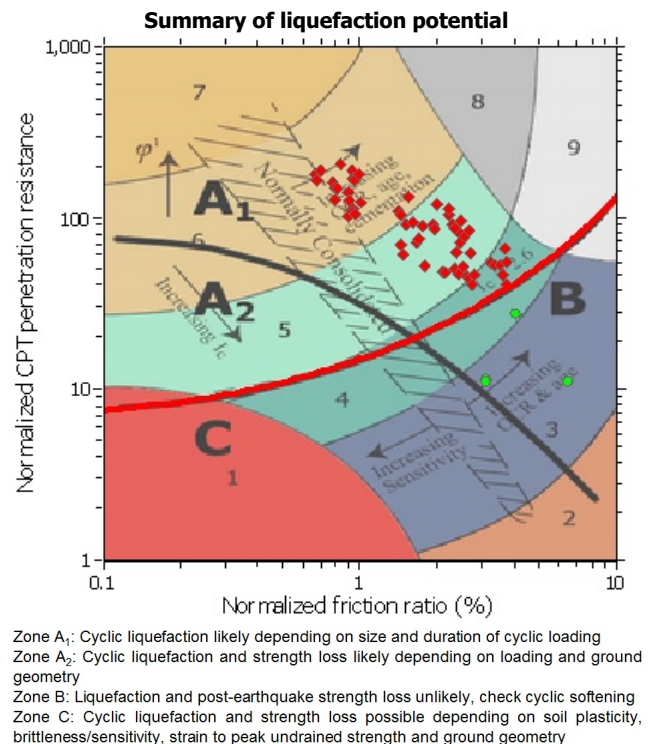 Summary of liquefaction potential
1,000
7
8
9
φ'
Increasing
OCR, age,
cementation
A1
Normally Consolidated
100
6
A2
B
Increasing Ic
5
10
4
Increasing
OCR & age
3
C
Increasing
Sensitivity
1
2
1
0.1
1
10
Normalized CPT penetration resistance
Normalized friction ratio (%)
Zone A1: Cyclic liquefaction likely depending on size and duration of cyclic loading
Zone A2: Cyclic liquefaction and strength loss likely depending on loading and ground
geometry
Zone B: Liquefaction and post-earthquake strength loss unlikely, check cyclic softening
Zone C: Cyclic liquefaction and strength loss possible depending on soil plasticity,
brittleness/sensitivity, strain to peak undrained strength and ground geometry